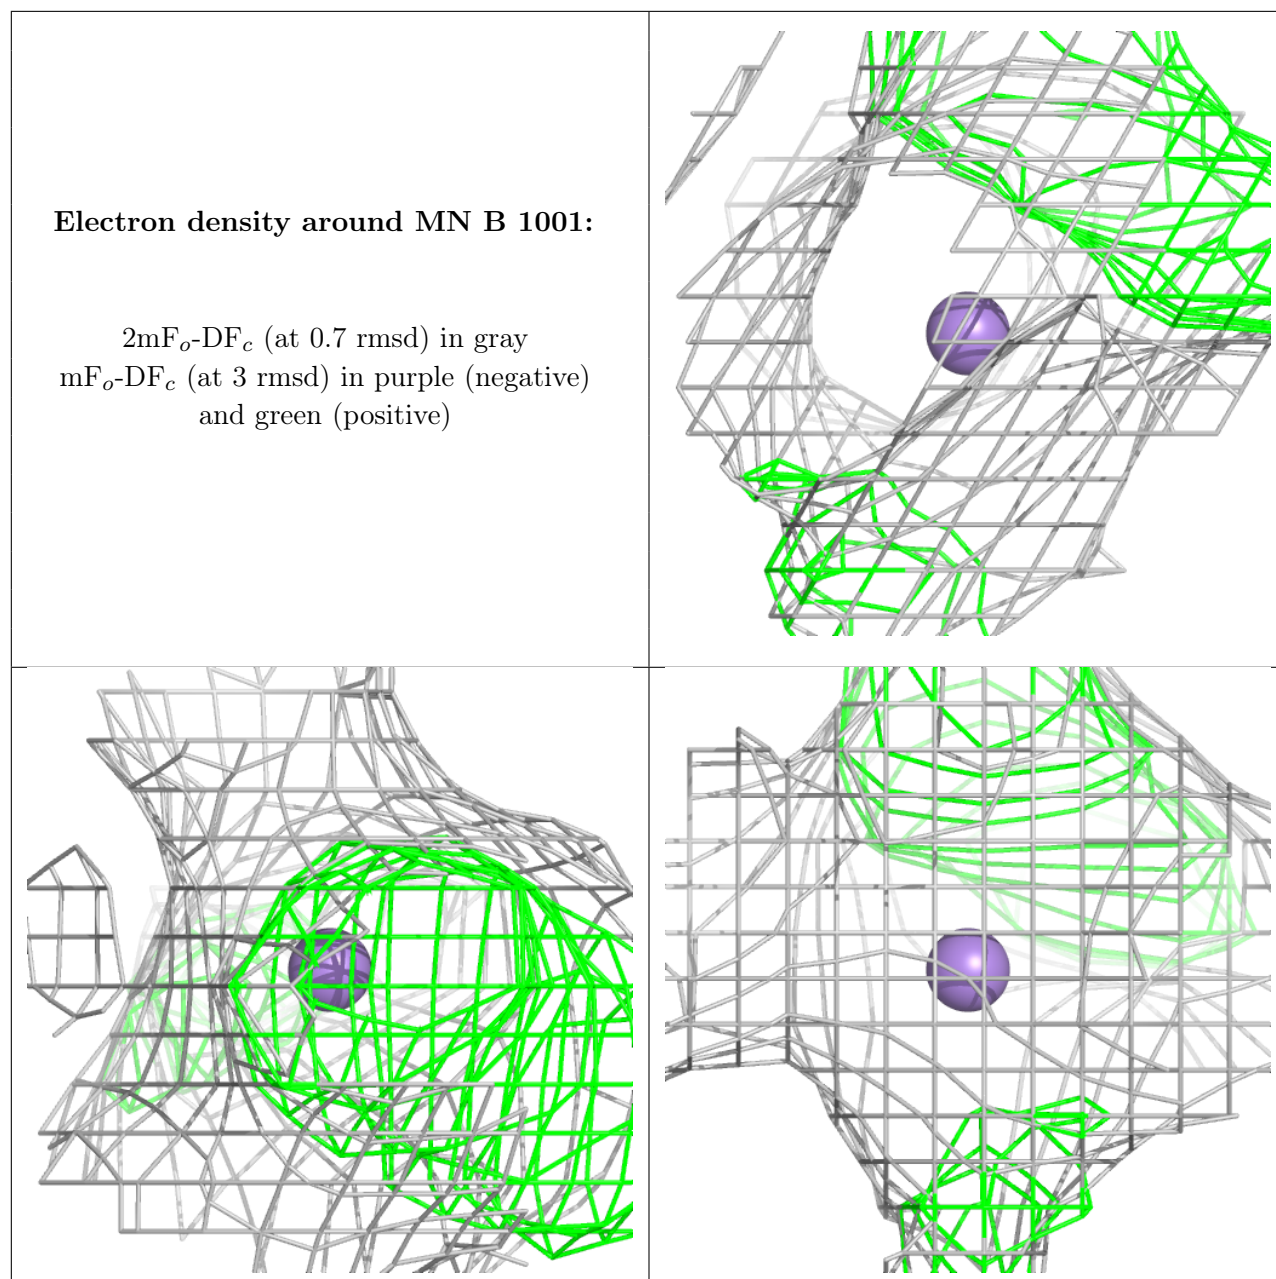 Electron density around MN B 1001:
2mFo-DFc (at 0.7 rmsd) in gray
mFo-DFc (at 3 rmsd) in purple (negative)
and green (positive)